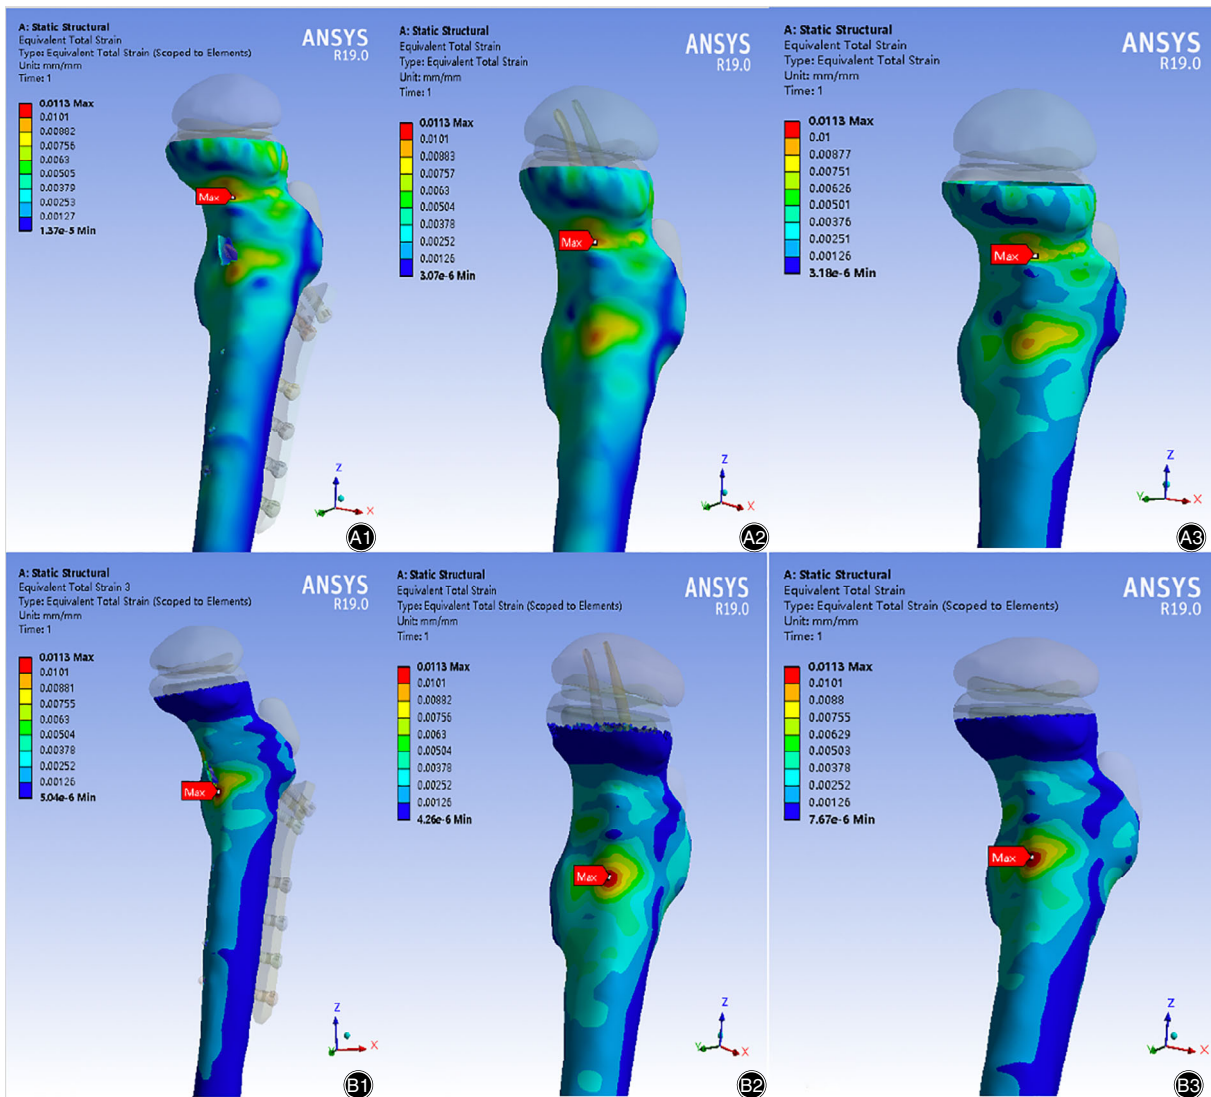 A: Static Structural
Equivalent Total Strain
Type: Equivalent Total Strain (Scoped to Elements)
Unit: mm/mm
Time: 1
ANSYS
R19.0
0.0113 Max
0.0101
0.00882
0.00756
0.0063
0.00505
0.00379
0.00253
0.00127
1.37e-5 Min
Max
Z
Y
X
A1
A: Static Structural
Equivalent Total Strain
Type: Equivalent Total Strain
Unit: mm/mm
Time: 1
ANSYS
R19.0
0.0113 Max
0.0101
0.00883
0.00757
0.0063
0.00504
0.00378
0.00252
0.00126
3.07e-6 Min
Max
Z
Y
X
A2
A: Static Structural
Equivalent Total Strain
Type: Equivalent Total Strain
Unit: mm/mm
Time: 1
ANSYS
R19.0
0.0113 Max
0.01
0.00877
0.00751
0.00626
0.00501
0.00376
0.00251
0.00126
3.18e-6 Min
Max
Z
Y
X
A3
A: Static Structural
Equivalent Total Strain 3
Type: Equivalent Total Strain (Scoped to Elements)
Unit: mm/mm
Time: 1
ANSYS
R19.0
0.0113 Max
0.0101
0.00881
0.00755
0.0063
0.00504
0.00378
0.00252
0.00126
5.04e-6 Min
Max
Z
Y
X
B1
A: Static Structural
Equivalent Total Strain
Type: Equivalent Total Strain (Scoped to Elements)
Unit: mm/mm
Time: 1
ANSYS
R19.0
0.0113 Max
0.0101
0.00882
0.00756
0.0063
0.00504
0.00378
0.00252
0.00126
4.26e-6 Min
Max
Z
Y
X
B2
A: Static Structural
Equivalent Total Strain
Type: Equivalent Total Strain (Scoped to Elements)
Unit: mm/mm
Time: 1
ANSYS
R19.0
0.0113 Max
0.0101
0.0088
0.00755
0.00629
0.00503
0.00378
0.00252
0.00126
7.67e-6 Min
Max
Z
Y
X
B3